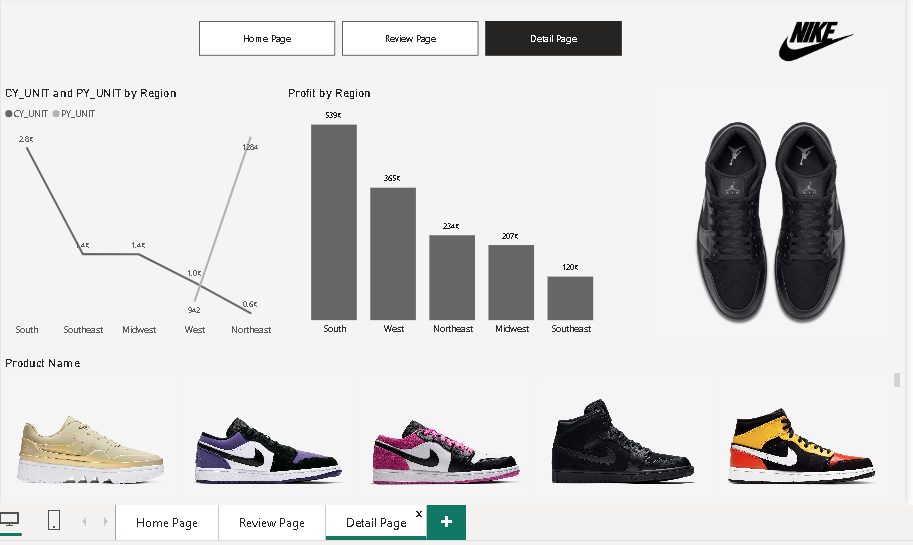 Home Page
Review Page
Detail Page
NIKE
CY_UNIT and PY_UNIT by Region
CY_UNIT PY_UNIT
2.8K
1284
.4K
1.4K
1.0K
942
0.6K
South Southeast Midwest West Northeast
Profit by Region
539K
365K
234K
207K
120K
South West Northeast Midwest Southeast
Product Name
Home Page
Review Page
Detail Page
x
+